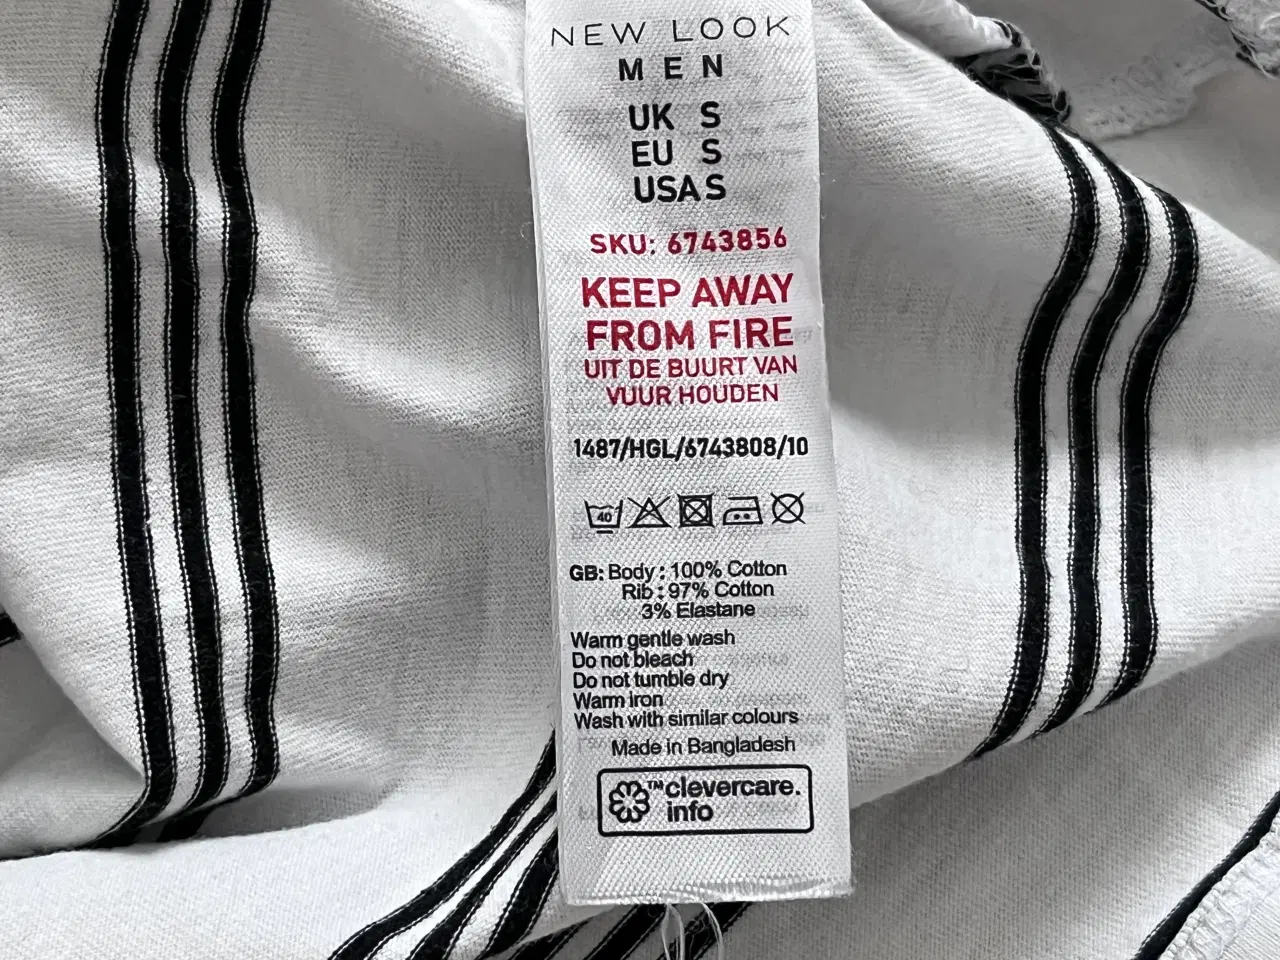 NEW LOOK
MEN
UK S
EU S
USA S
SKU: 6743856
KEEP AWAY
FROM FIRE
UIT DE BUURT VAN
VUUR HOUDEN
1487/HGL/6743808/10
40
GB: Body : 100% Cotton
Rib : 97% Cotton
3% Elastane
Warm gentle wash
Do not bleach
Do not tumble dry
Warm iron
Wash with similar colours
Made in Bangladesh
™clevercare.
info